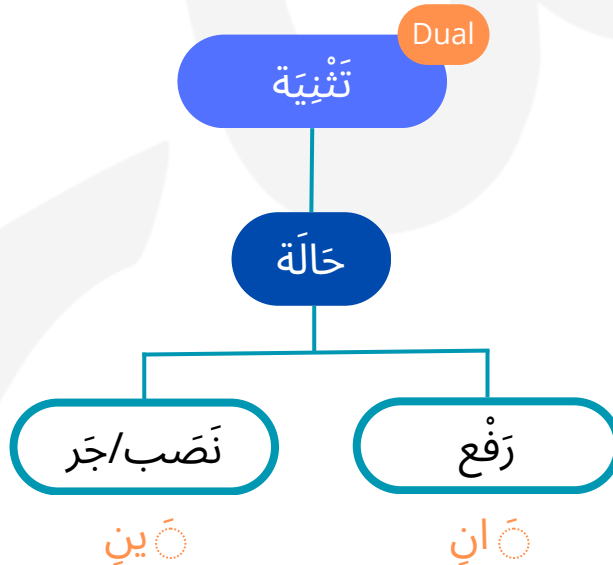 Dual
تَثْنِيَة
حَالَة
رَفْع
نَصَب/جَر
◌َ انِ
◌َ ينِ